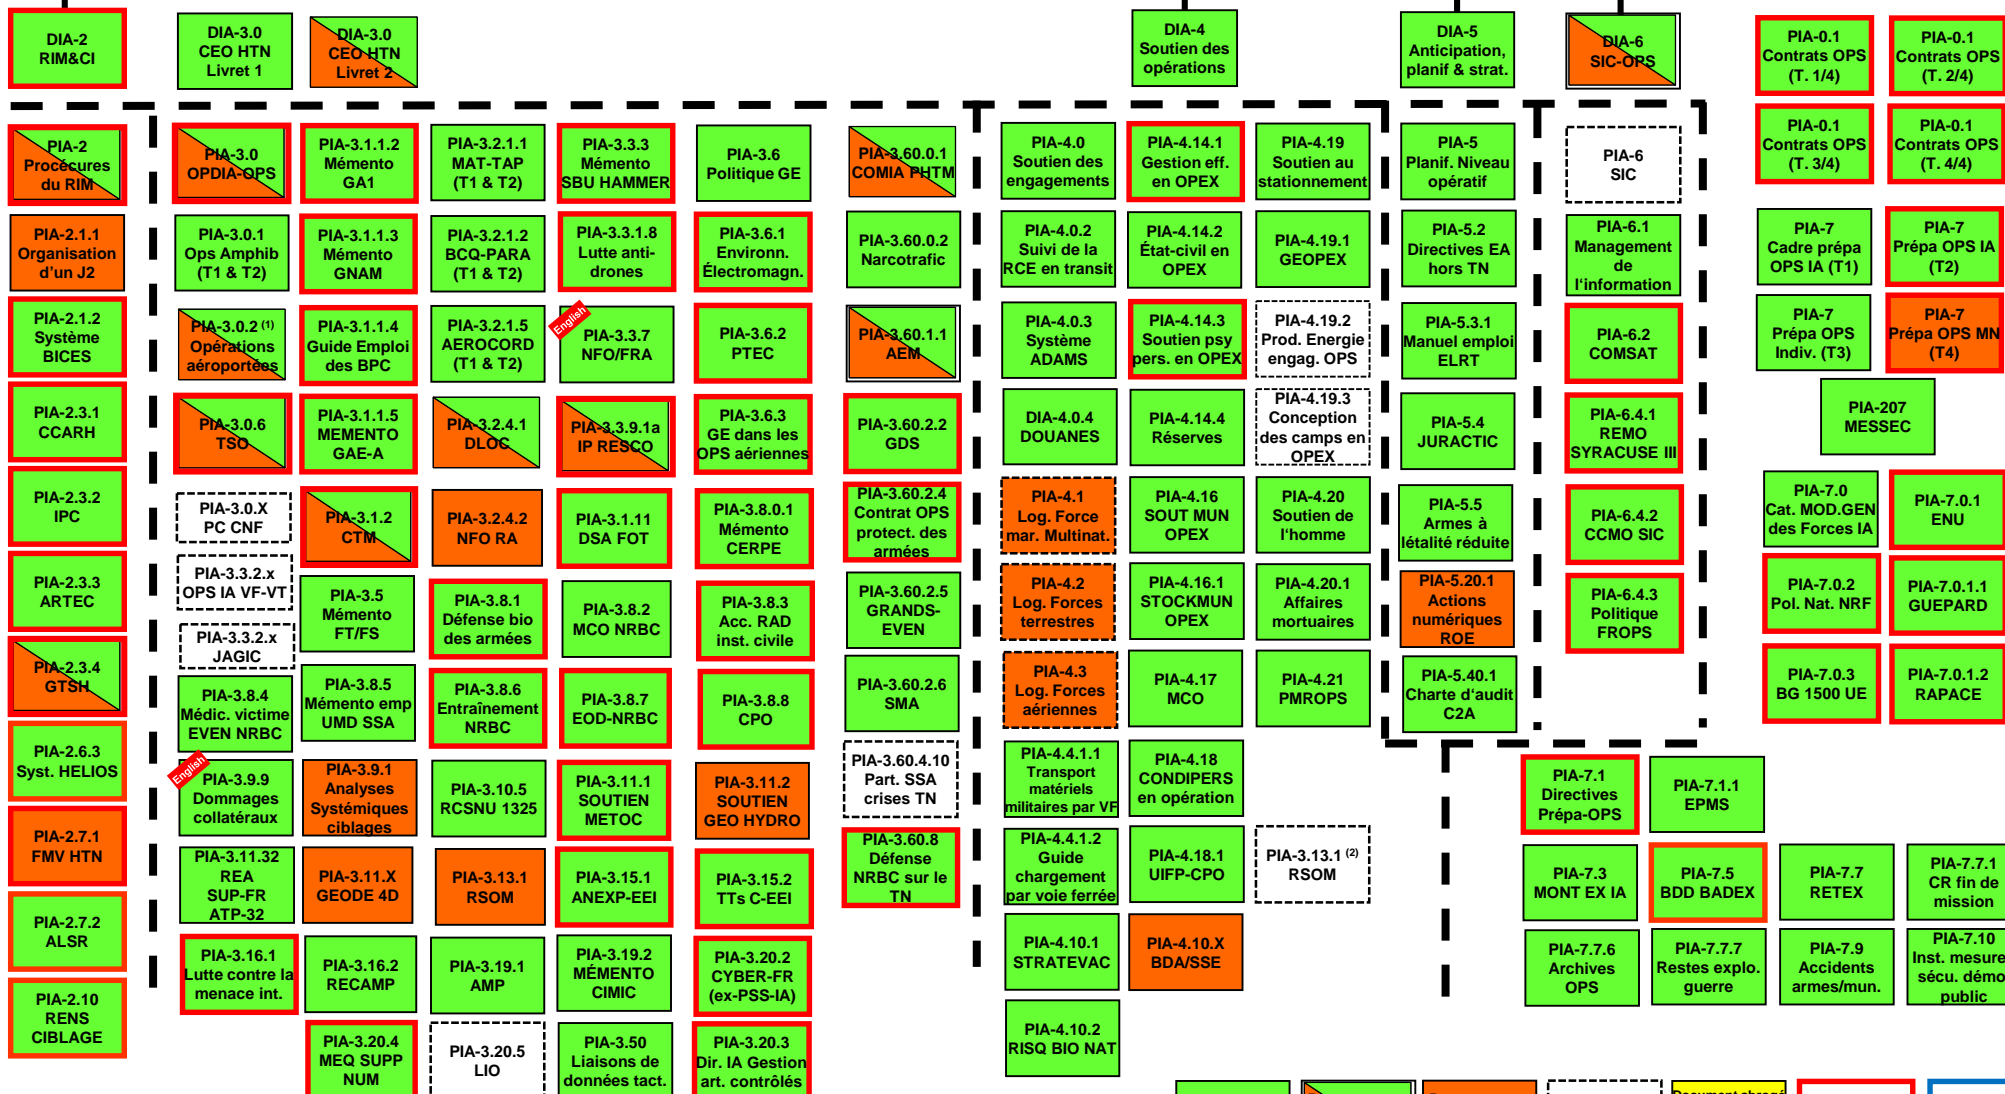 DIA-2
RIM&CI
DIA-3.0
CEO HTN
Livret 1
DIA-3.0
CEO HTN
Livret 2
DIA-4
Soutien des
opérations
DIA-5
Anticipation,
planif & strat.
DIA-6
SIC-OPS
PIA-0.1
Contrats OPS
(T. 1/4)
PIA-0.1
Contrats OPS
(T. 2/4)
PIA-2
Procécures
du RIM
PIA-3.0
OPDIA-OPS
PIA-3.1.1.2
Mémento
GA1
PIA-3.2.1.1
MAT-TAP
(T1 & T2)
PIA-3.3.3
Mémento
SBU HAMMER
PIA-3.6
Politique GE
PIA-3.60.0.1
COMIA PHTM
PIA-4.0
Soutien des
engagements
PIA-4.14.1
Gestion eff.
en OPEX
PIA-4.19
Soutien au
stationnement
PIA-5
Planif. Niveau
opératif
PIA-6
SIC
PIA-0.1
Contrats OPS
(T. 3/4)
PIA-0.1
Contrats OPS
(T. 4/4)
PIA-2.1.1
Organisation
d'un J2
PIA-3.0.1
Ops Amphib
(T1 & T2)
PIA-3.1.1.3
Mémento
GNAM
PIA-3.2.1.2
BCQ-PARA
(T1 & T2)
PIA-3.3.1.8
Lutte anti-
drones
PIA-3.6.1
Environn.
Électromagn.
PIA-3.60.0.2
Narcotrafic
PIA-4.0.2
Suivi de la
RCE en transit
PIA-4.14.2
État-civil en
OPEX
PIA-4.19.1
GEOPEX
PIA-5.2
Directives EA
hors TN
PIA-6.1
Management
de
l'information
PIA-7
Cadre prépa
OPS IA (T1)
PIA-7
Prépa OPS IA
(T2)
PIA-2.1.2
Système
BICES
PIA-3.0.2 (1)
Opérations
aéroportées
PIA-3.1.1.4
Guide Emploi
des BPC
PIA-3.2.1.5
AEROCORD
(T1 & T2)
English
PIA-3.3.7
NFO/FRA
PIA-3.6.2
PTEC
PIA-3.60.1.1
AEM
PIA-4.0.3
Système
ADAMS
PIA-4.14.3
Soutien psy
pers. en OPEX
PIA-4.19.2
Prod. Energie
engag. OPS
PIA-5.3.1
Manuel emploi
ELRT
PIA-6.2
COMSAT
PIA-7
Prépa OPS
Indiv. (T3)
PIA-7
Prépa OPS MN
(T4)
PIA-2.3.1
CCARH
PIA-3.0.6
TSO
PIA-3.1.1.5
MEMENTO
GAE-A
PIA-3.2.4.1
DLOC
PIA-3.3.9.1a
IP RESCO
PIA-3.6.3
GE dans les
OPS aériennes
PIA-3.60.2.2
GDS
DIA-4.0.4
DOUANES
PIA-4.14.4
Réserves
PIA-4.19.3
Conception
des camps en
OPEX
PIA-5.4
JURACTIC
PIA-6.4.1
REMO
SYRACUSE III
PIA-207
MESSEC
PIA-2.3.2
IPC
PIA-3.0.X
PC CNF
PIA-3.1.2
CTM
PIA-3.2.4.2
NFO RA
PIA-3.1.11
DSA FOT
PIA-3.8.0.1
Mémento
CERPE
PIA-3.60.2.4
Contrat OPS
protect. des
armées
PIA-4.1
Log. Force
mar. Multinat.
PIA-4.16
SOUT MUN
OPEX
PIA-4.20
Soutien de
l'homme
PIA-5.5
Armes à
létalité réduite
PIA-6.4.2
CCMO SIC
PIA-7.0
Cat. MOD.GEN
des Forces IA
PIA-7.0.1
ENU
PIA-2.3.3
ARTEC
PIA-3.3.2.x
OPS IA VF-VT
PIA-3.5
Mémento
FT/FS
PIA-3.8.1
Défense bio
des armées
PIA-3.8.2
MCO NRBC
PIA-3.8.3
Acc. RAD
inst. civile
PIA-3.60.2.5
GRANDS-
EVEN
PIA-4.2
Log. Forces
terrestres
PIA-4.16.1
STOCKMUN
OPEX
PIA-4.20.1
Affaires
mortuaires
PIA-5.20.1
Actions
numériques
ROE
PIA-6.4.3
Politique
FROPS
PIA-7.0.2
Pol. Nat. NRF
PIA-7.0.1.1
GUEPARD
PIA-2.3.4
GTSH
PIA-3.3.2.x
JAGIC
PIA-3.8.4
Médic. victime
EVEN NRBC
PIA-3.8.5
Mémento emp
UMD SSA
PIA-3.8.6
Entraînement
NRBC
PIA-3.8.7
EOD-NRBC
PIA-3.8.8
CPO
PIA-3.60.2.6
SMA
PIA-4.3
Log. Forces
aériennes
PIA-4.17
MCO
PIA-4.21
PMROPS
PIA-5.40.1
Charte d'audit
C2A
PIA-7.0.3
BG 1500 UE
PIA-7.0.1.2
RAPACE
PIA-2.6.3
Syst. HELIOS
English
PIA-3.9.9
Dommages
collatéraux
PIA-3.9.1
Analyses
Systémiques
ciblages
PIA-3.10.5
RCSNU 1325
PIA-3.11.1
SOUTIEN
METOC
PIA-3.11.2
SOUTIEN
GEO HYDRO
PIA-3.60.4.10
Part. SSA
crises TN
PIA-4.4.1.1
Transport
matériels
militaires par VF
PIA-4.18
CONDIPERS
en opération
PIA-7.1
Directives
Prépa-OPS
PIA-7.1.1
EPMS
PIA-2.7.1
FMV HTN
PIA-3.11.32
REA
SUP-FR
ATP-32
PIA-3.11.X
GEODE 4D
PIA-3.13.1
RSOM
PIA-3.15.1
ANEXP-EEI
PIA-3.15.2
TTs C-EEI
PIA-3.60.8
Défense
NRBC sur le
TN
PIA-4.4.1.2
Guide
chargement
par voie ferrée
PIA-4.18.1
UIFP-CPO
PIA-3.13.1 (2)
RSOM
PIA-7.3
MONT EX IA
PIA-7.5
BDD BADEX
PIA-7.7
RETEX
PIA-7.7.1
CR fin de
mission
PIA-2.7.2
ALSR
PIA-3.16.1
Lutte contre la
menace int.
PIA-3.16.2
RECAMP
PIA-3.19.1
AMP
PIA-3.19.2
MÉMENTO
CIMIC
PIA-3.20.2
CYBER-FR
(ex-PSS-IA)
PIA-4.10.1
STRATEVAC
PIA-4.10.X
BDA/SSE
PIA-7.7.6
Archives
OPS
PIA-7.7.7
Restes explo.
guerre
PIA-7.9
Accidents
armes/mun.
PIA-7.10
Inst. mesure
sécu. démo
public
PIA-2.10
RENS
CIBLAGE
PIA-3.20.4
MEQ SUPP
NUM
PIA-3.20.5
LIO
PIA-3.50
Liaisons de
données tact.
PIA-3.20.3
Dir. IA Gestion
art. contrôlés
PIA-4.10.2
RISQ BIO NAT
Document abrogé